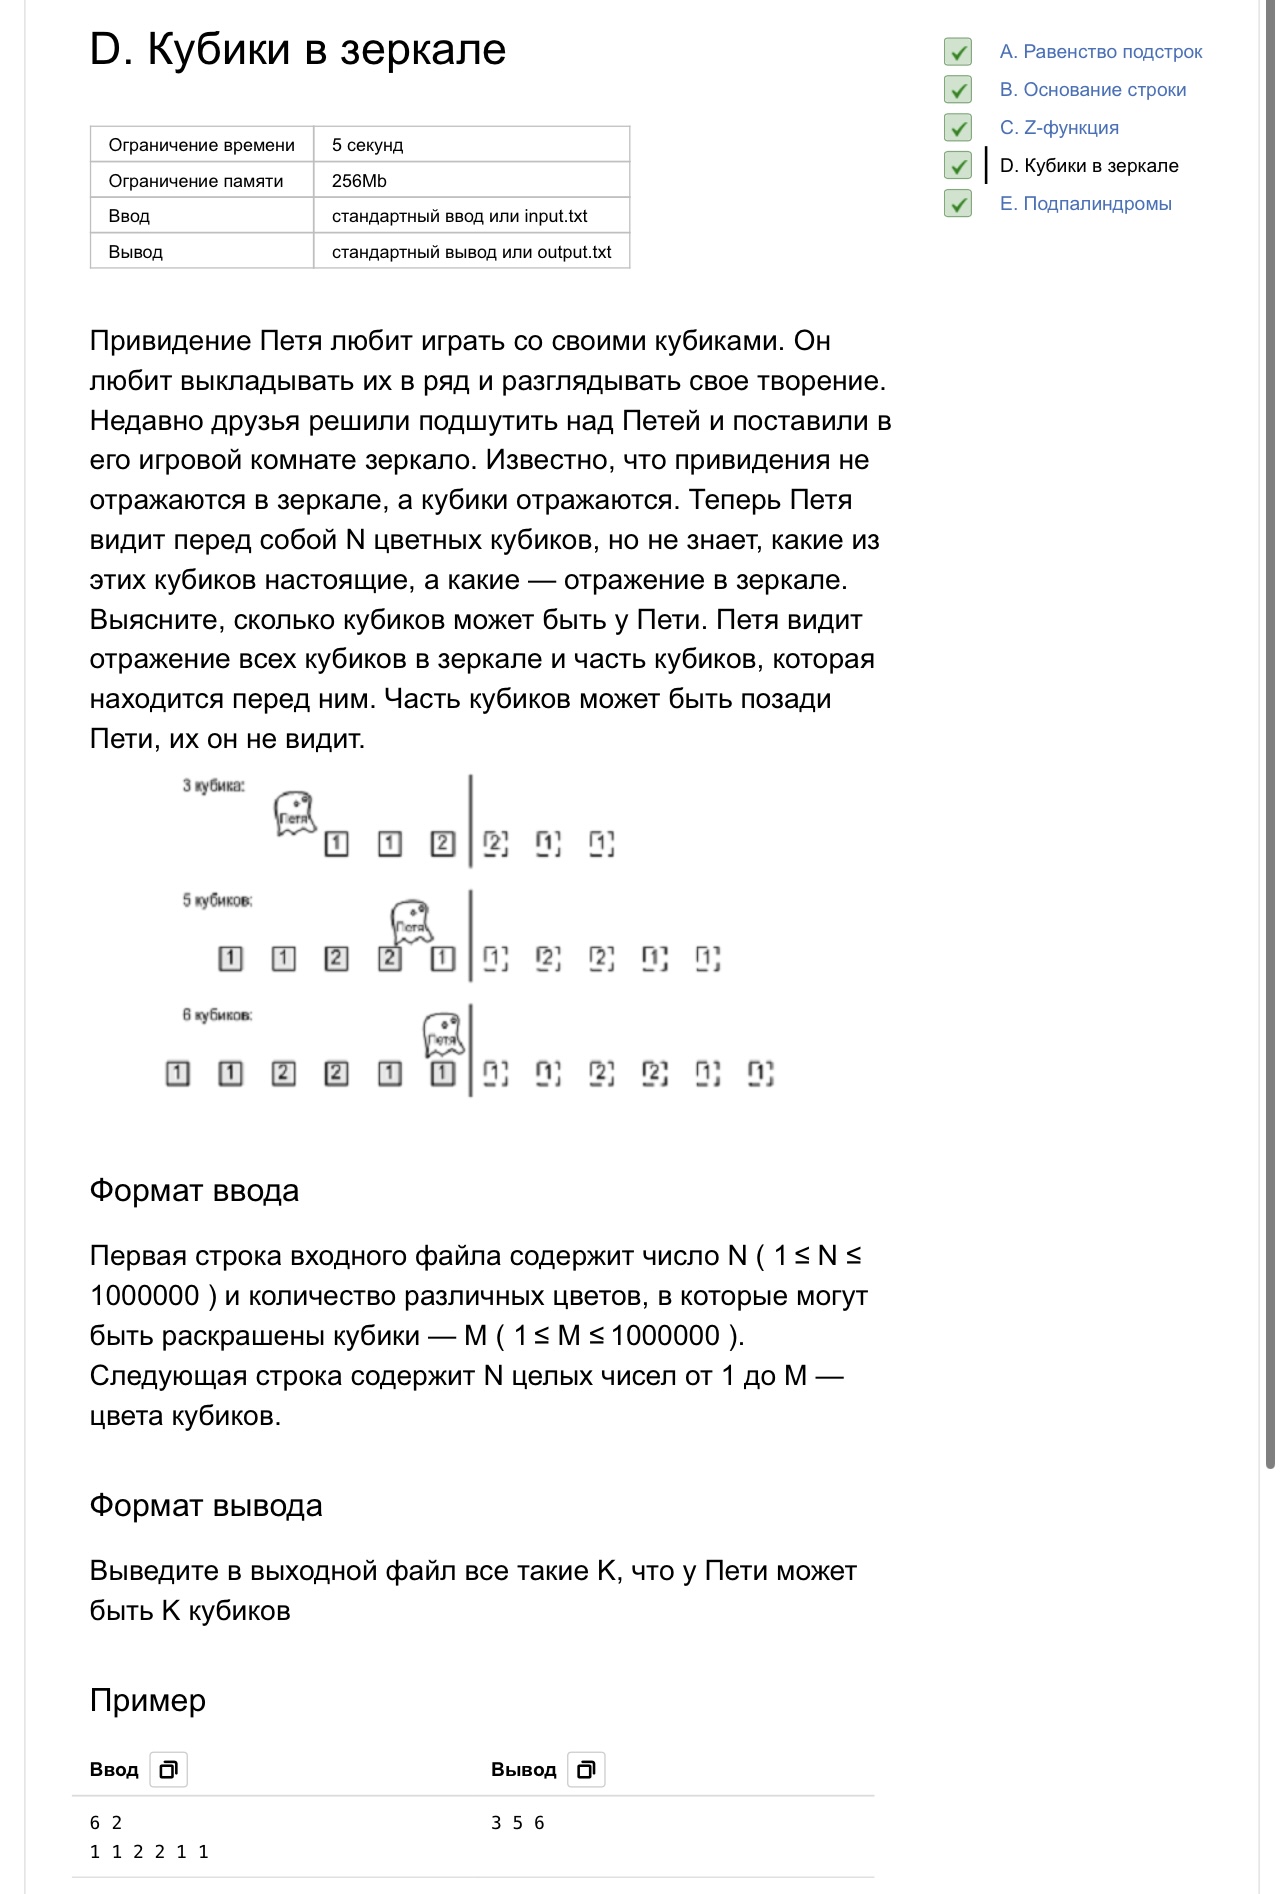 D. Кубики в зеркале
A. Равенство подстрок
B. Основание строки
C. Z-функция
D. Кубики в зеркале
E. Подпалиндромы
Ограничение времени 5 секунд
Ограничение памяти 256Mb
Ввод стандартный ввод или input.txt
Вывод стандартный вывод или output.txt
Привидение Петя любит играть со своими кубиками. Он
любит выкладывать их в ряд и разглядывать свое творение.
Недавно друзья решили подшутить над Петей и поставили в
его игровой комнате зеркало. Известно, что привидения не
отражаются в зеркале, а кубики отражаются. Теперь Петя
видит перед собой N цветных кубиков, но не знает, какие из
этих кубиков настоящие, а какие — отражение в зеркале.
Выясните, сколько кубиков может быть у Пети. Петя видит
отражение всех кубиков в зеркале и часть кубиков, которая
находится перед ним. Часть кубиков может быть позади
Пети, их он не видит.
3 кубика:
Петя
1 1 2 2 1 1
5 кубиков:
Петя
1 1 2 2 1 1 2 2 1 1
6 кубиков:
Петя
1 1 2 2 1 1 1 1 2 2 1 1
Формат ввода
Первая строка входного файла содержит число N ( 1 ≤ N ≤
1000000 ) и количество различных цветов, в которые могут
быть раскрашены кубики — M ( 1 ≤ M ≤ 1000000 ).
Следующая строка содержит N целых чисел от 1 до M —
цвета кубиков.
Формат вывода
Выведите в выходной файл все такие K, что у Пети может
быть K кубиков
Пример
Ввод Вывод
6 2 3 5 6
1 1 2 2 1 1